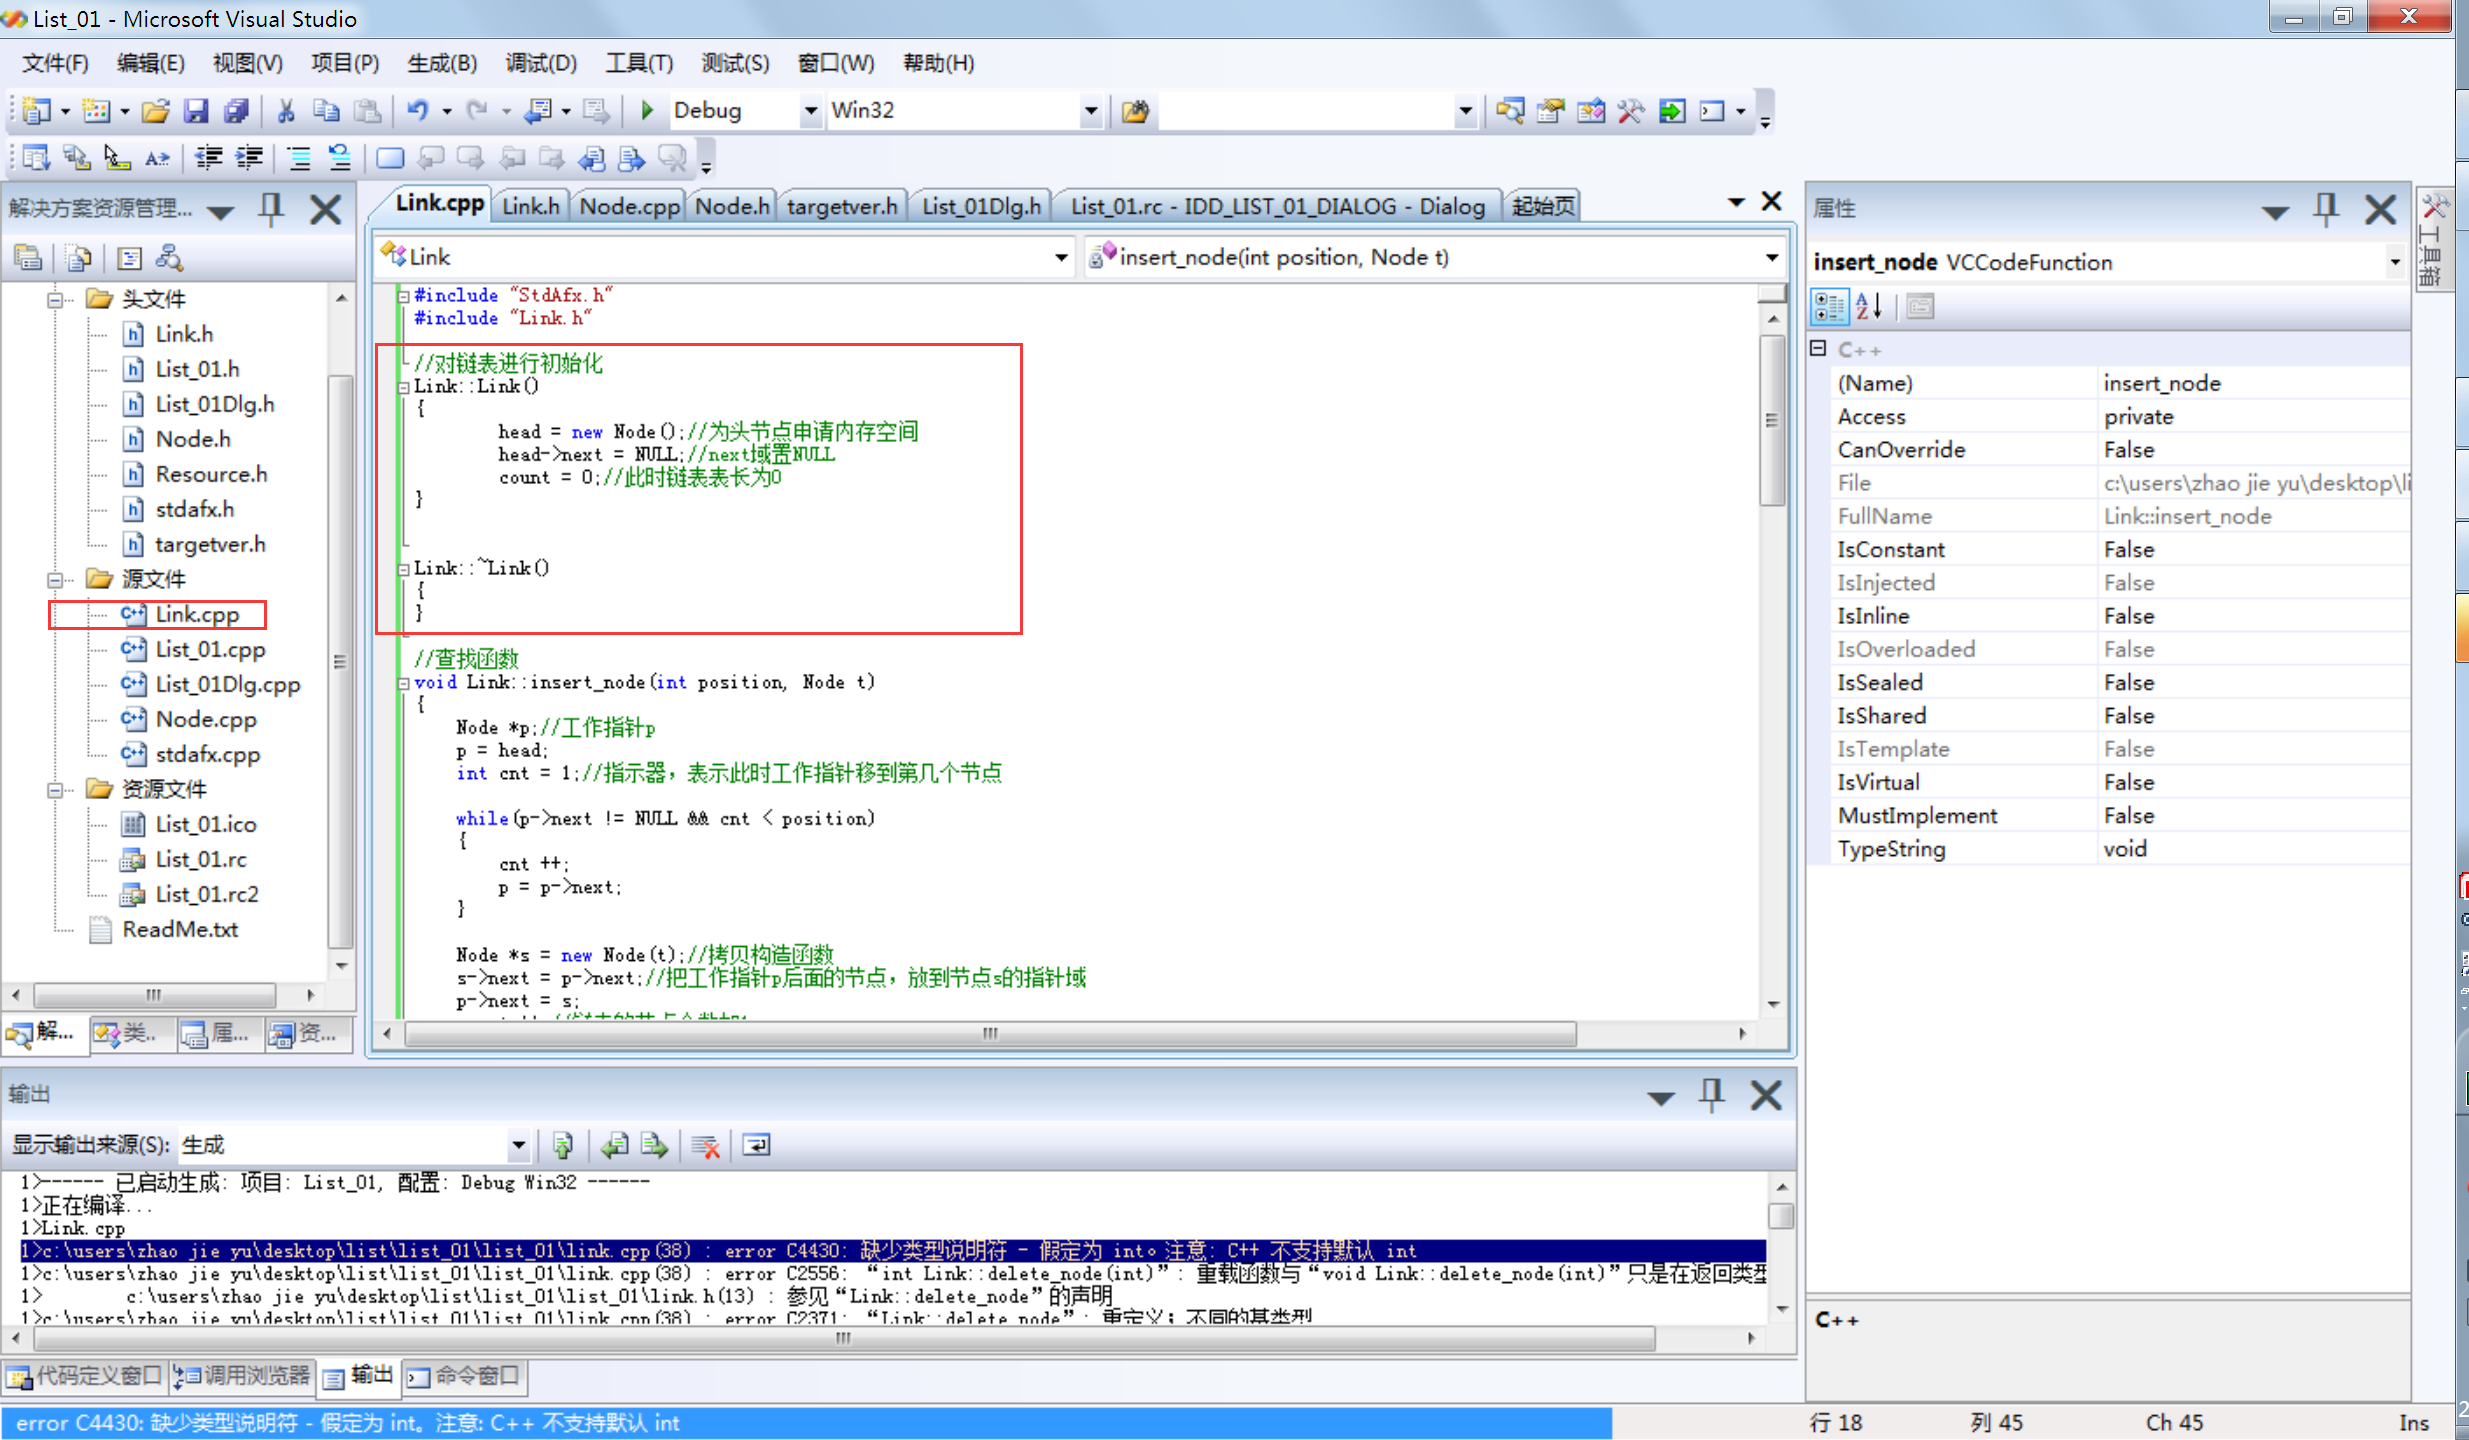 List_01 - Microsoft Visual Studio
文件(F) 编辑(E) 视图(V) 项目(P) 生成(B) 调试(D) 工具(T) 测试(S) 窗口(W) 帮助(H)
Debug Win32
解决方案资源管理...
头文件
Link.h
List_01.h
List_01Dlg.h
Node.h
Resource.h
stdafx.h
targetver.h
源文件
Link.cpp
List_01.cpp
List_01Dlg.cpp
Node.cpp
stdafx.cpp
资源文件
List_01.ico
List_01.rc
List_01.rc2
ReadMe.txt
解... 类.. 属... 资...
Link.cpp Link.h Node.cpp Node.h targetver.h List_01Dlg.h List_01.rc - IDD_LIST_01_DIALOG - Dialog 起始页
Link insert_node(int position, Node t)
#include "StdAfx.h"
#include "Link.h"
//对链表进行初始化
Link::Link()
{
head = new Node();//为头节点申请内存空间
head->next = NULL;//next域置NULL
count = 0;//此时链表表长为0
}
Link::~Link()
{
}
//查找函数
void Link::insert_node(int position, Node t)
{
Node *p;//工作指针p
p = head;
int cnt = 1;//指示器，表示此时工作指针移到第几个节点
while(p->next != NULL && cnt < position)
{
cnt ++;
p = p->next;
}
Node *s = new Node(t);//拷贝构造函数
s->next = p->next;//把工作指针p后面的节点，放到节点s的指针域
p->next = s;
属性
insert_node VCCodeFunction
C++
(Name) insert_node
Access private
CanOverride False
File c:\users\zhao jie yu\desktop\li
FullName Link::insert_node
IsConstant False
IsInjected False
IsInline False
IsOverloaded False
IsSealed False
IsShared False
IsTemplate False
IsVirtual False
MustImplement False
TypeString void
C++
工具箱
输出
显示输出来源(S): 生成
1>------ 已启动生成: 项目: List_01, 配置: Debug Win32 ------
1>正在编译...
1>Link.cpp
1>c:\users\zhao jie yu\desktop\list\list_01\list_01\link.cpp(38) : error C4430: 缺少类型说明符 - 假定为 int。注意: C++ 不支持默认 int
1>c:\users\zhao jie yu\desktop\list\list_01\list_01\link.cpp(38) : error C2556: “int Link::delete_node(int)”: 重载函数与“void Link::delete_node(int)”只是在返回类型
1> c:\users\zhao jie yu\desktop\list\list_01\list_01\link.h(13) : 参见“Link::delete_node”的声明
1>c:\users\zhao jie yu\desktop\list\list_01\list_01\link.cpp(38) : error C2371: “Link::delete_node”: 重定义；不同的基类型
代码定义窗口 调用浏览器 输出 命令窗口
error C4430: 缺少类型说明符 - 假定为 int。注意: C++ 不支持默认 int
行 18 列 45 Ch 45 Ins